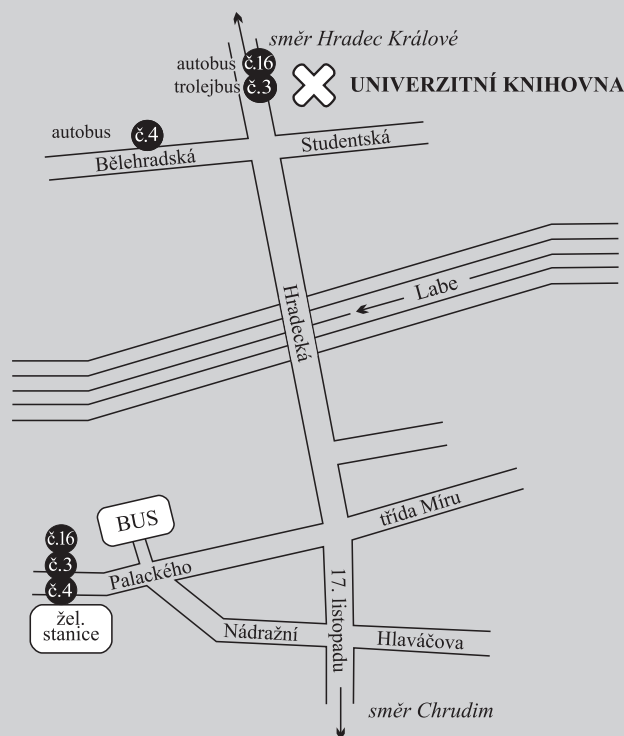 směr Hradec Králové
autobus č.16
trolejbus č.3
UNIVERZITNÍ KNIHOVNA
autobus č.4
Bělehradská
Studentská
Hradecká
Labe
třída Míru
BUS
č.16
č.3
č.4
Palackého
žel.
stanice
17. listopadu
Nádražní
Hlaváčova
směr Chrudim